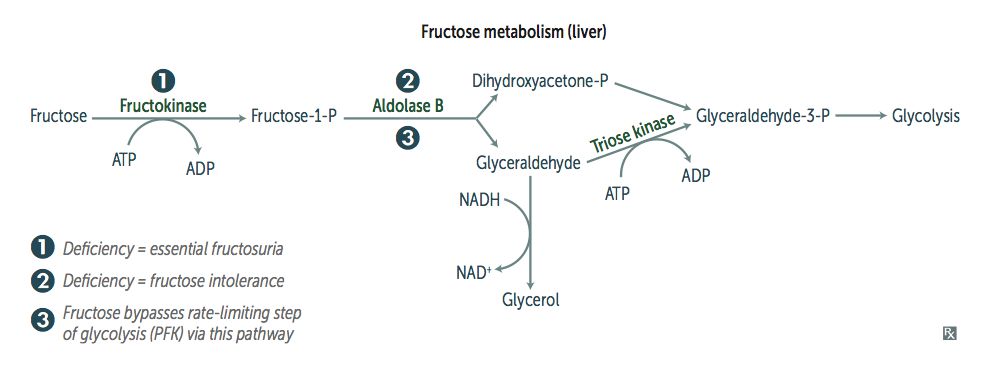 Fructose metabolism (liver)
1
2
Dihydroxyacetone-P
Fructose
Fructokinase
Fructose-1-P
Aldolase B
Glyceraldehyde-3-P
Glycolysis
3
Triose kinase
ATP
ADP
Glyceraldehyde
ATP
ADP
NADH
NAD+
Glycerol
1 Deficiency = essential fructosuria
2 Deficiency = fructose intolerance
3 Fructose bypasses rate-limiting step
of glycolysis (PFK) via this pathway
Rx